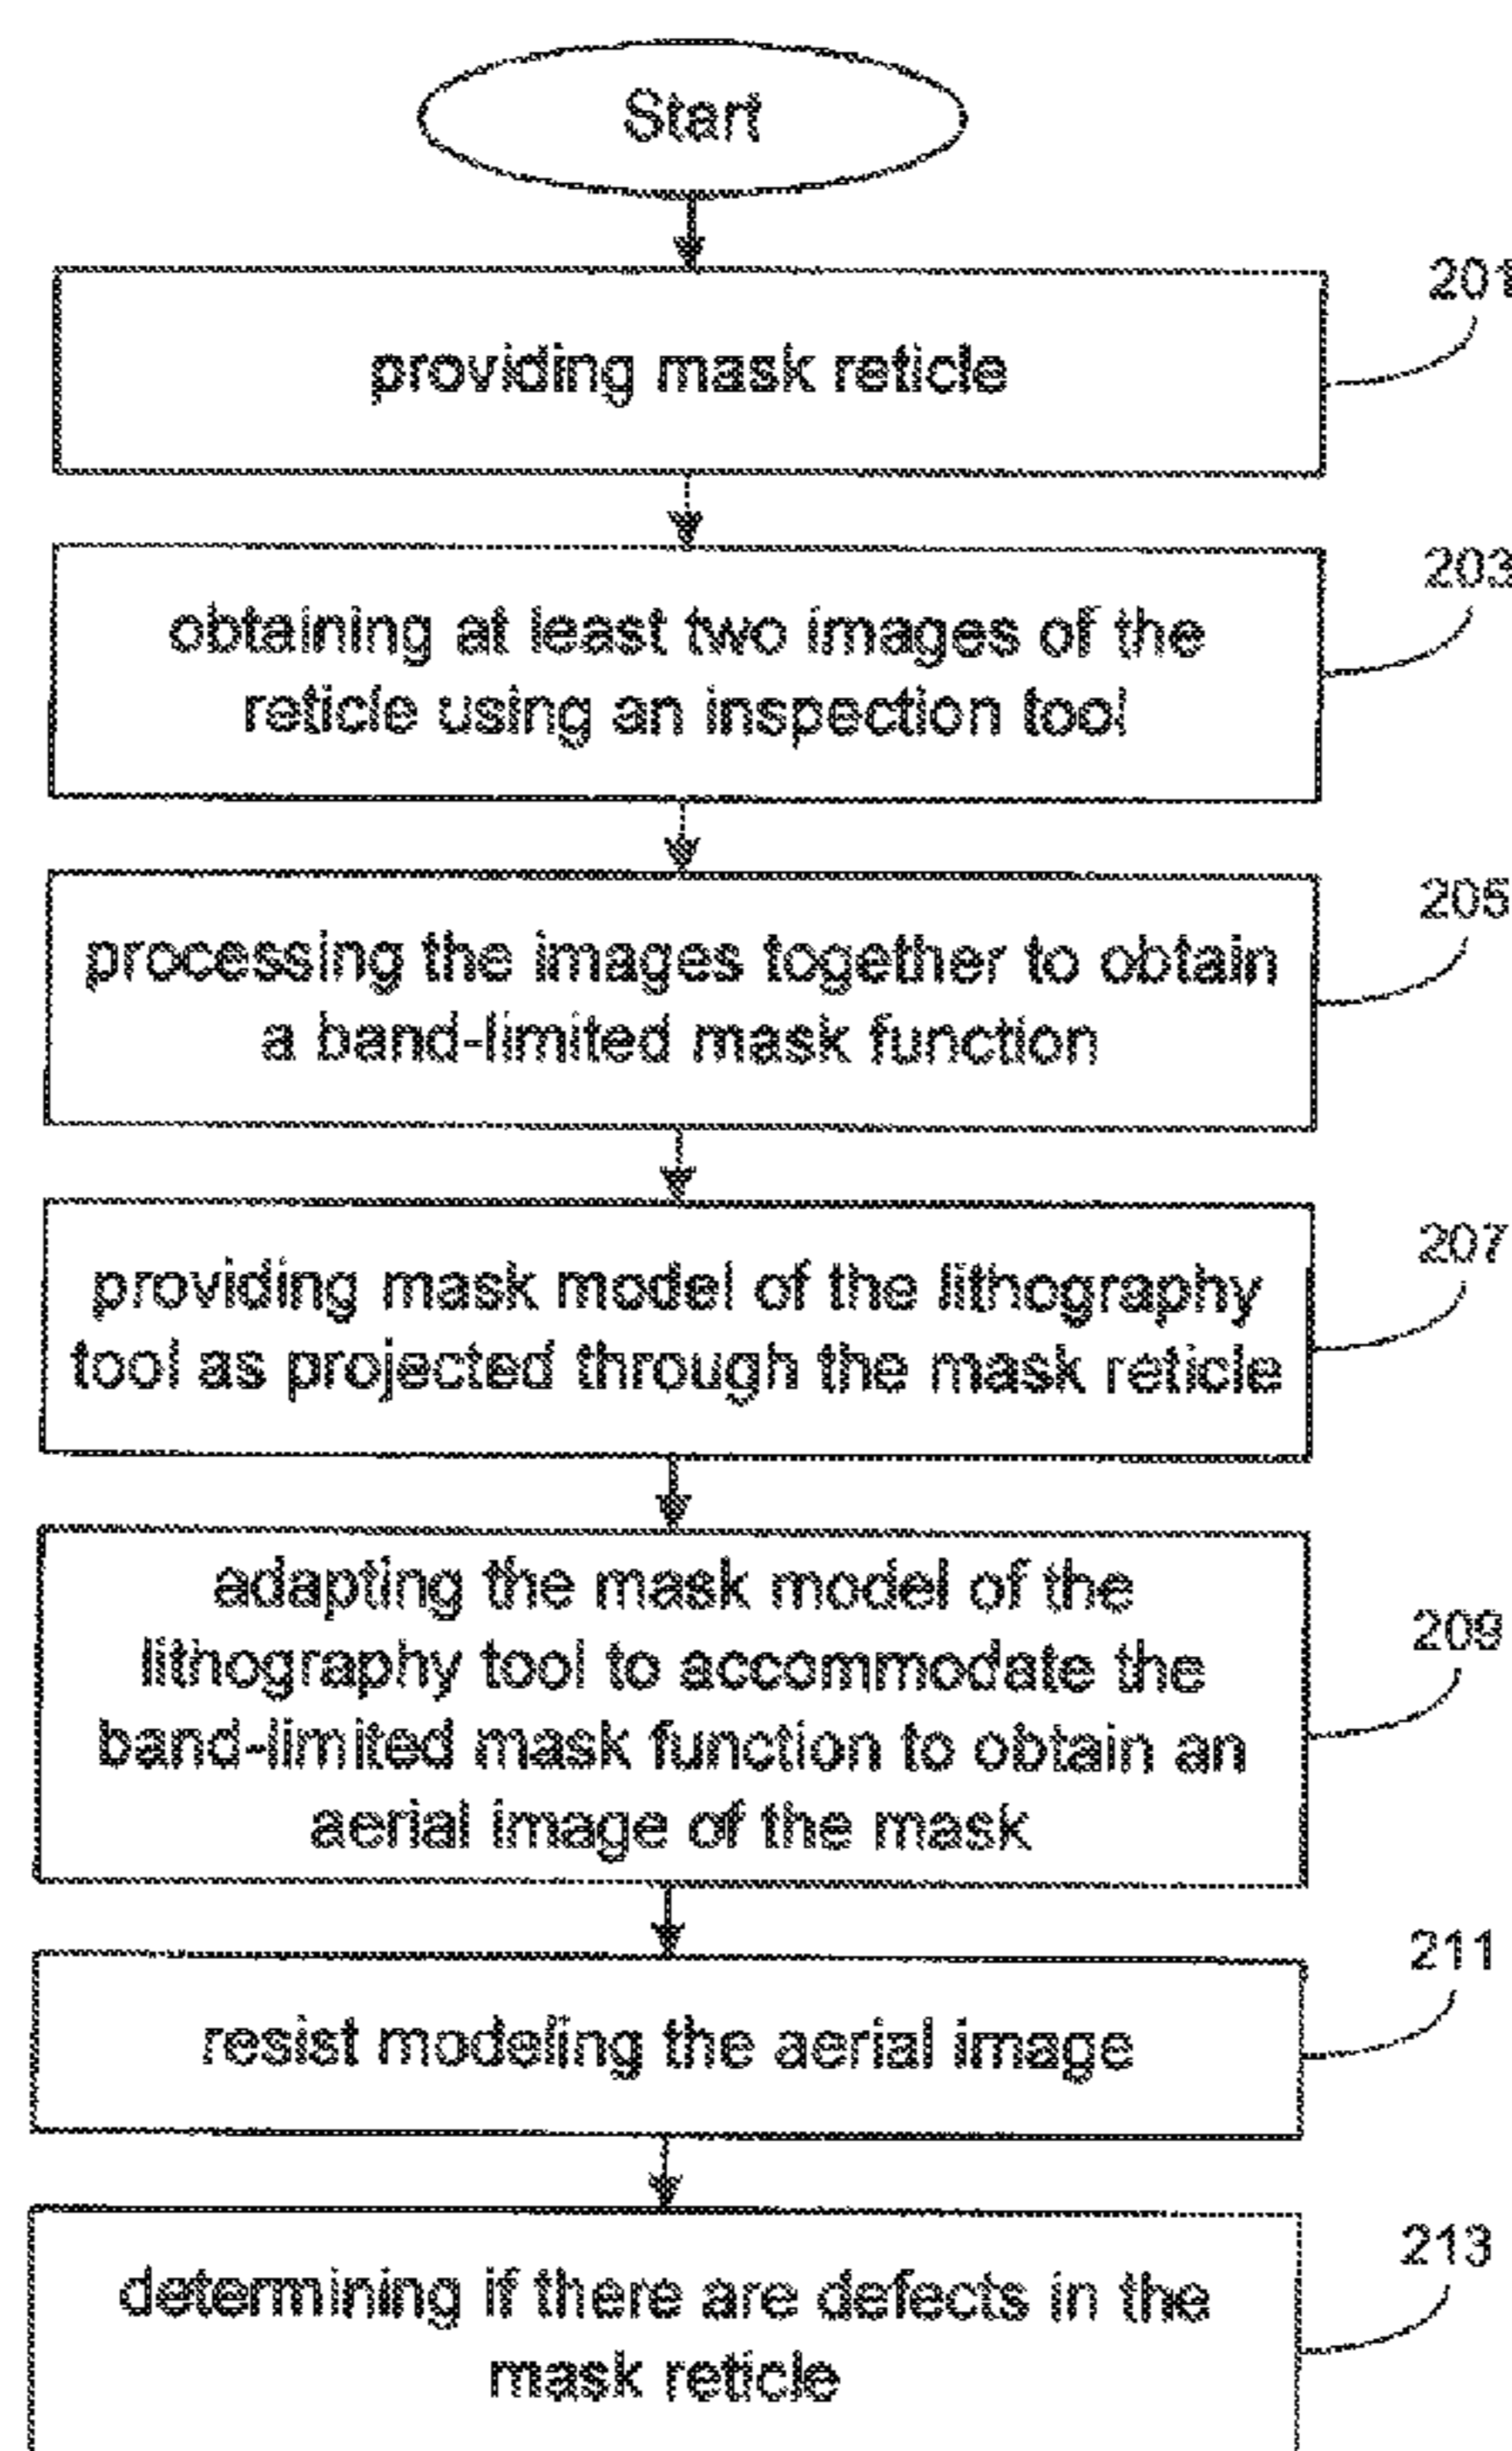 Start
201
providing mask reticle
203
obtaining at least two images of the
reticle using an inspection tool
205
processing the images together to obtain
a band-limited mask function
207
providing mask model of the lithography
tool as projected through the mask reticle
209
adapting the mask model of the
lithography tool to accommodate the
band-limited mask function to obtain an
aerial image of the mask
211
resist modeling the aerial image
213
determining if there are defects in the
mask reticle